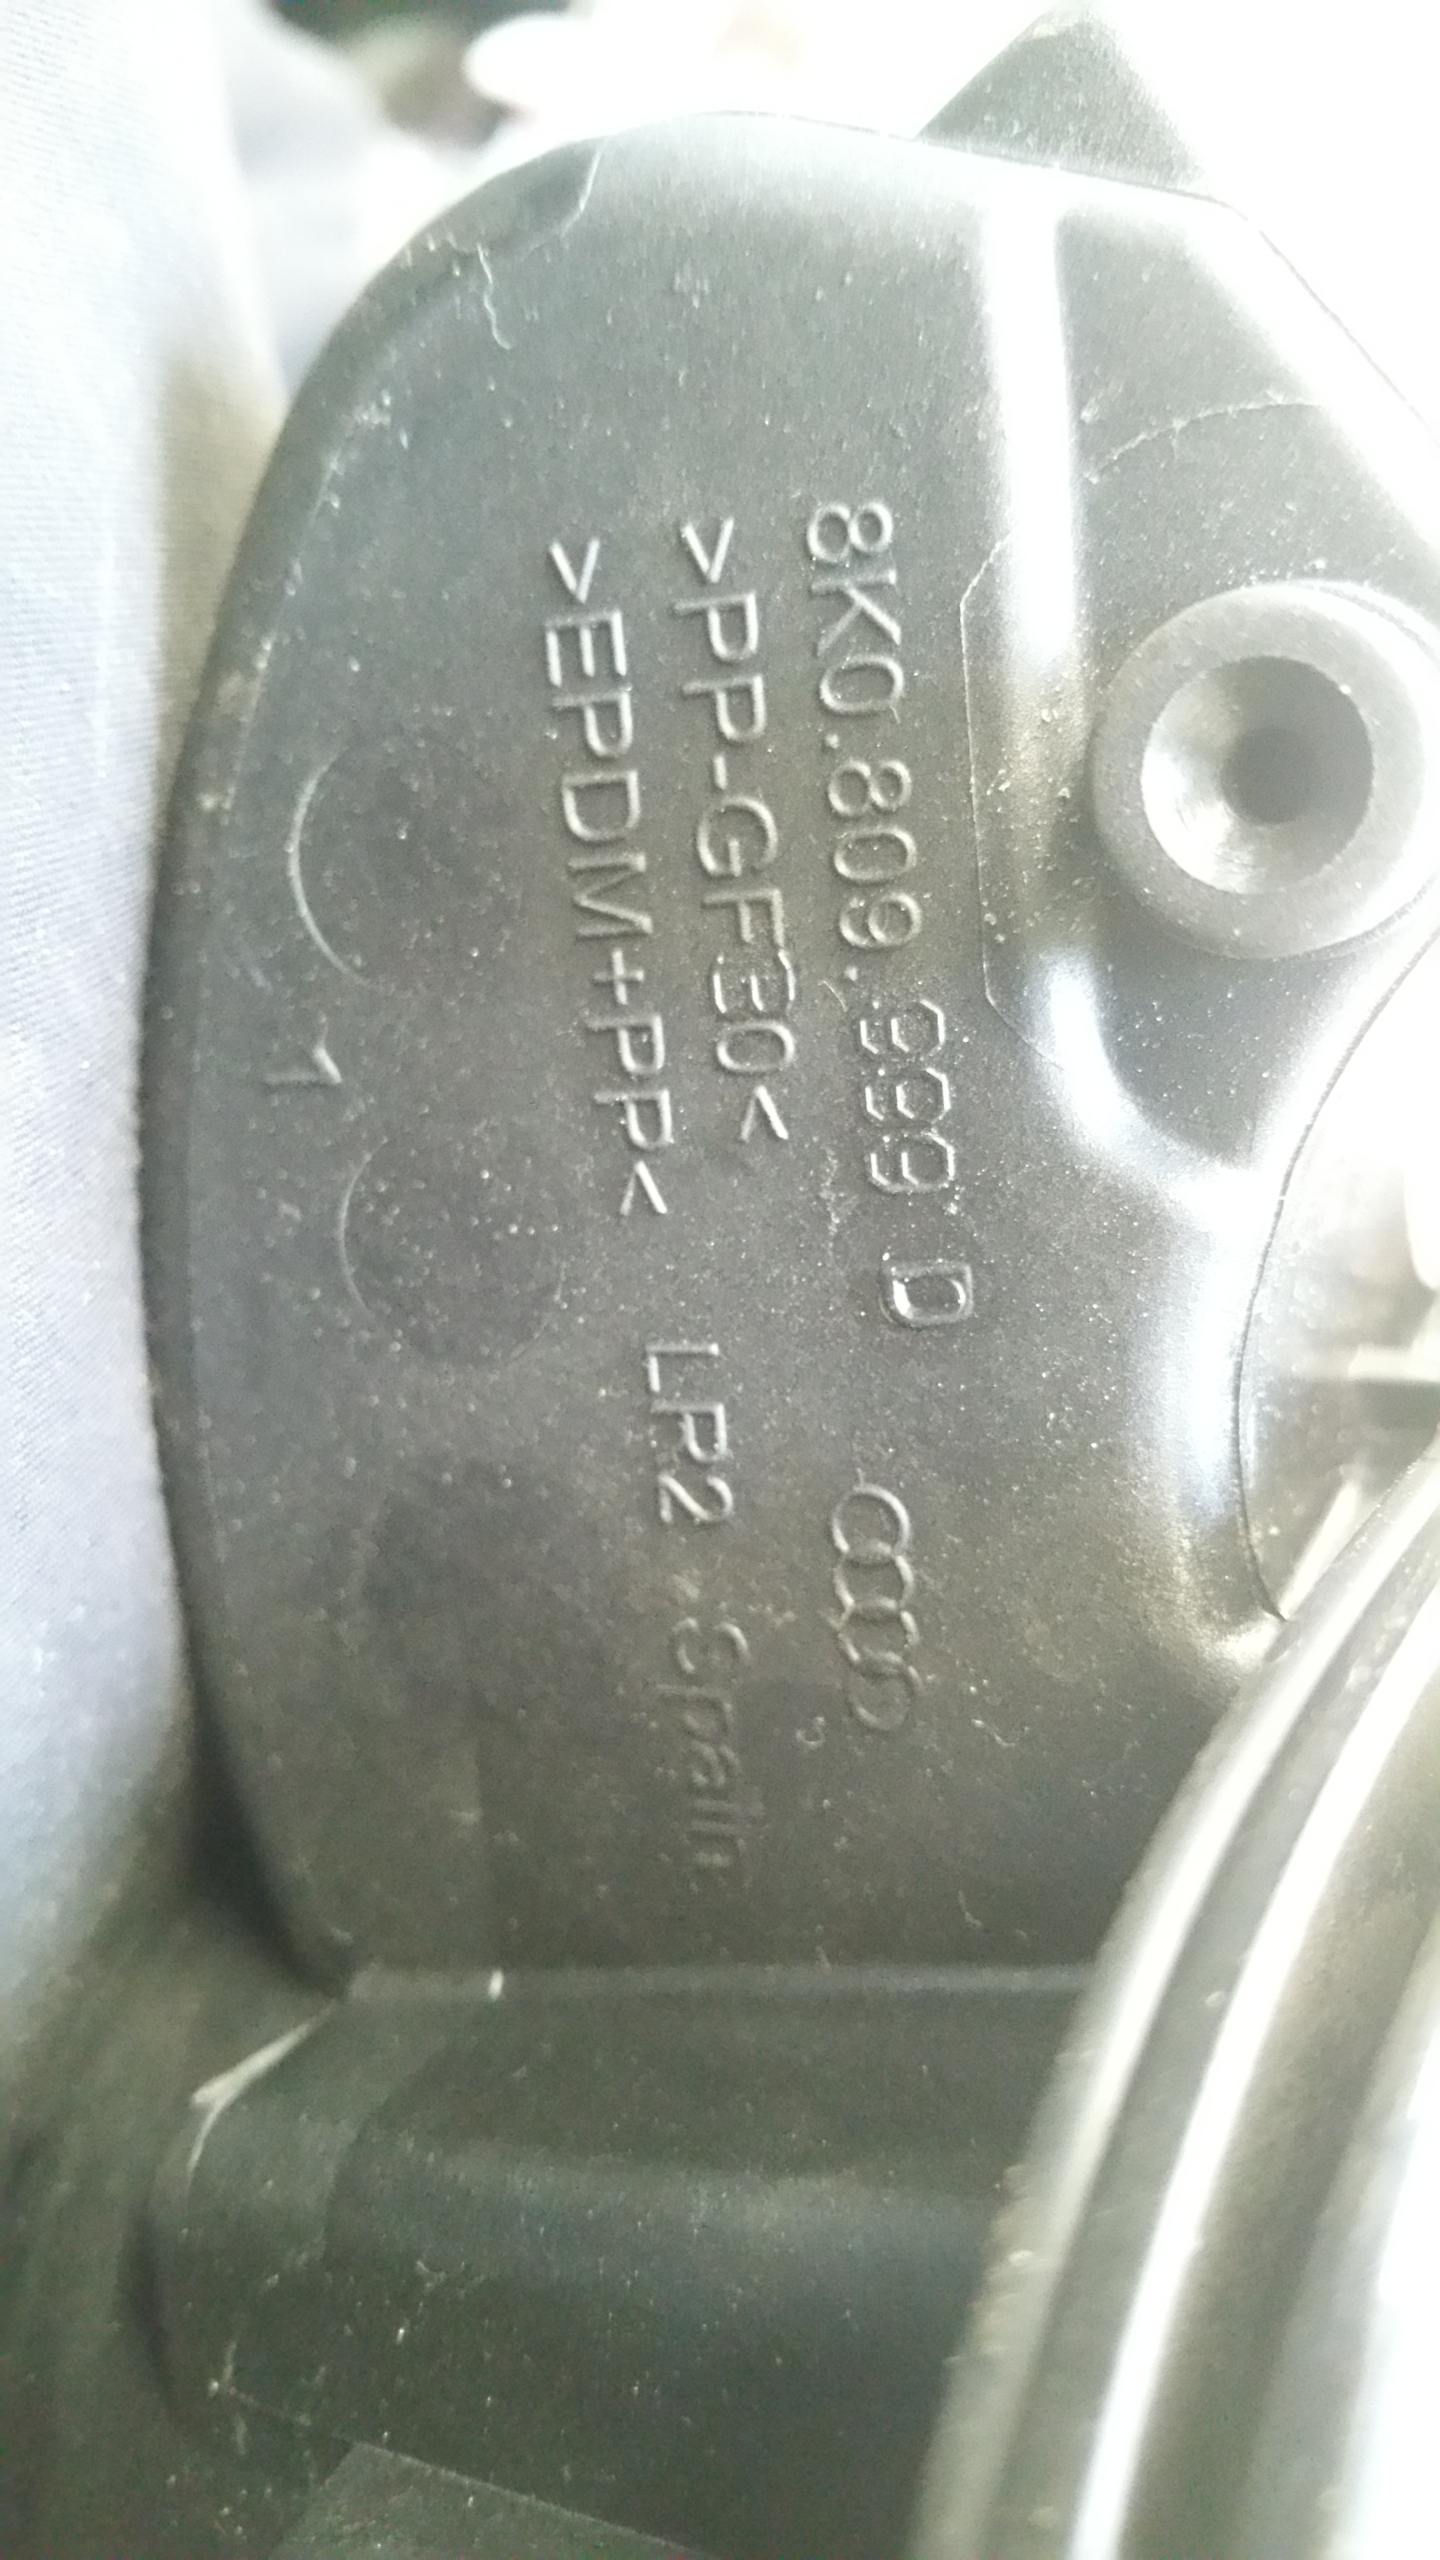 8K0.809.999 D
>PP-GF30<
>EPDM+PP< LP2 Spain
1